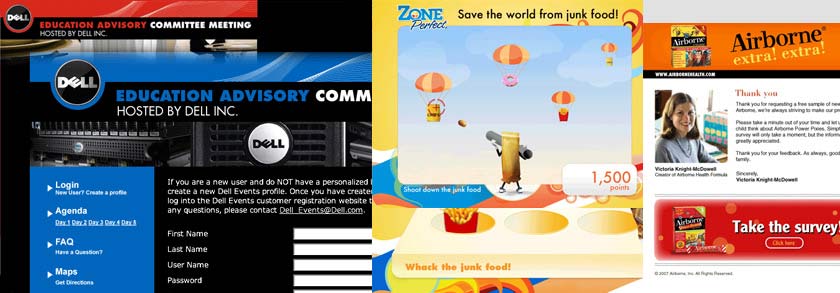 DELL
EDUCATION ADVISORY COMMITTEE MEETING
HOSTED BY DELL INC.
DELL
EDUCATION ADVISORY COMM
HOSTED BY DELL INC.
DELL
Login
New User? Create a profile
Agenda
Day 1 Day 2 Day 3 Day 4 Day 5
FAQ
Have a Question?
Maps
Get Directions
If you are a new user and do NOT have a personalized
create a new Dell Events profile. Once you have create
log into the Dell Events customer registration website t
any questions, please contact Dell_Events@Dell.com.
First Name
Last Name
User Name
Password
ZONE
Perfect
Save the world from junk food!
1,500
points
Shoot down the junk food
Whack the junk food!
Airborne
Airborne
extra! extra!
WWW.AIRBORNEHEALTH.COM
Thank you
Thank you for requesting a free sample of ne
Airborne, we're always striving to make our pr
Please take a minute out of your time and let u
child think about Airborne Power Pixies. Simpl
survey will only take a moment, but the informa
greatly appreciated.
Thank you for your feedback. As always, good
family.
Sincerely,
Victoria Knight-McDowell
Victoria Knight-McDowell
Creator of Airborne Health Formula
Airborne
Take the survey!
Click here
© 2007 Airborne, Inc. All Rights Reserved.